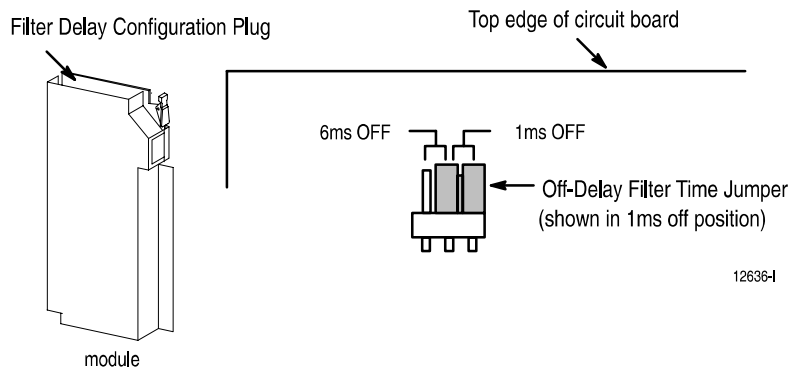 Filter Delay Configuration Plug
Top edge of circuit board
6ms OFF
1ms OFF
Off-Delay Filter Time Jumper
(shown in 1ms off position)
12636-I
module